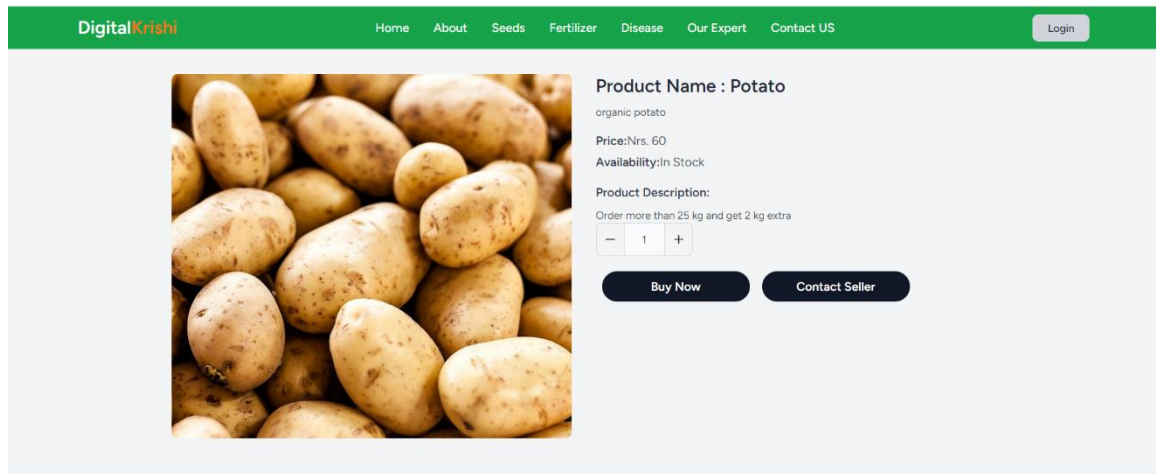 DigitalKrishi Home About Seeds Fertilizer Disease Our Expert Contact US Login
Product Name : Potato
organic potato
Price:Nrs. 60
Availability:In Stock
Product Description:
Order more than 25 kg and get 2 kg extra
− 1 +
Buy Now Contact Seller